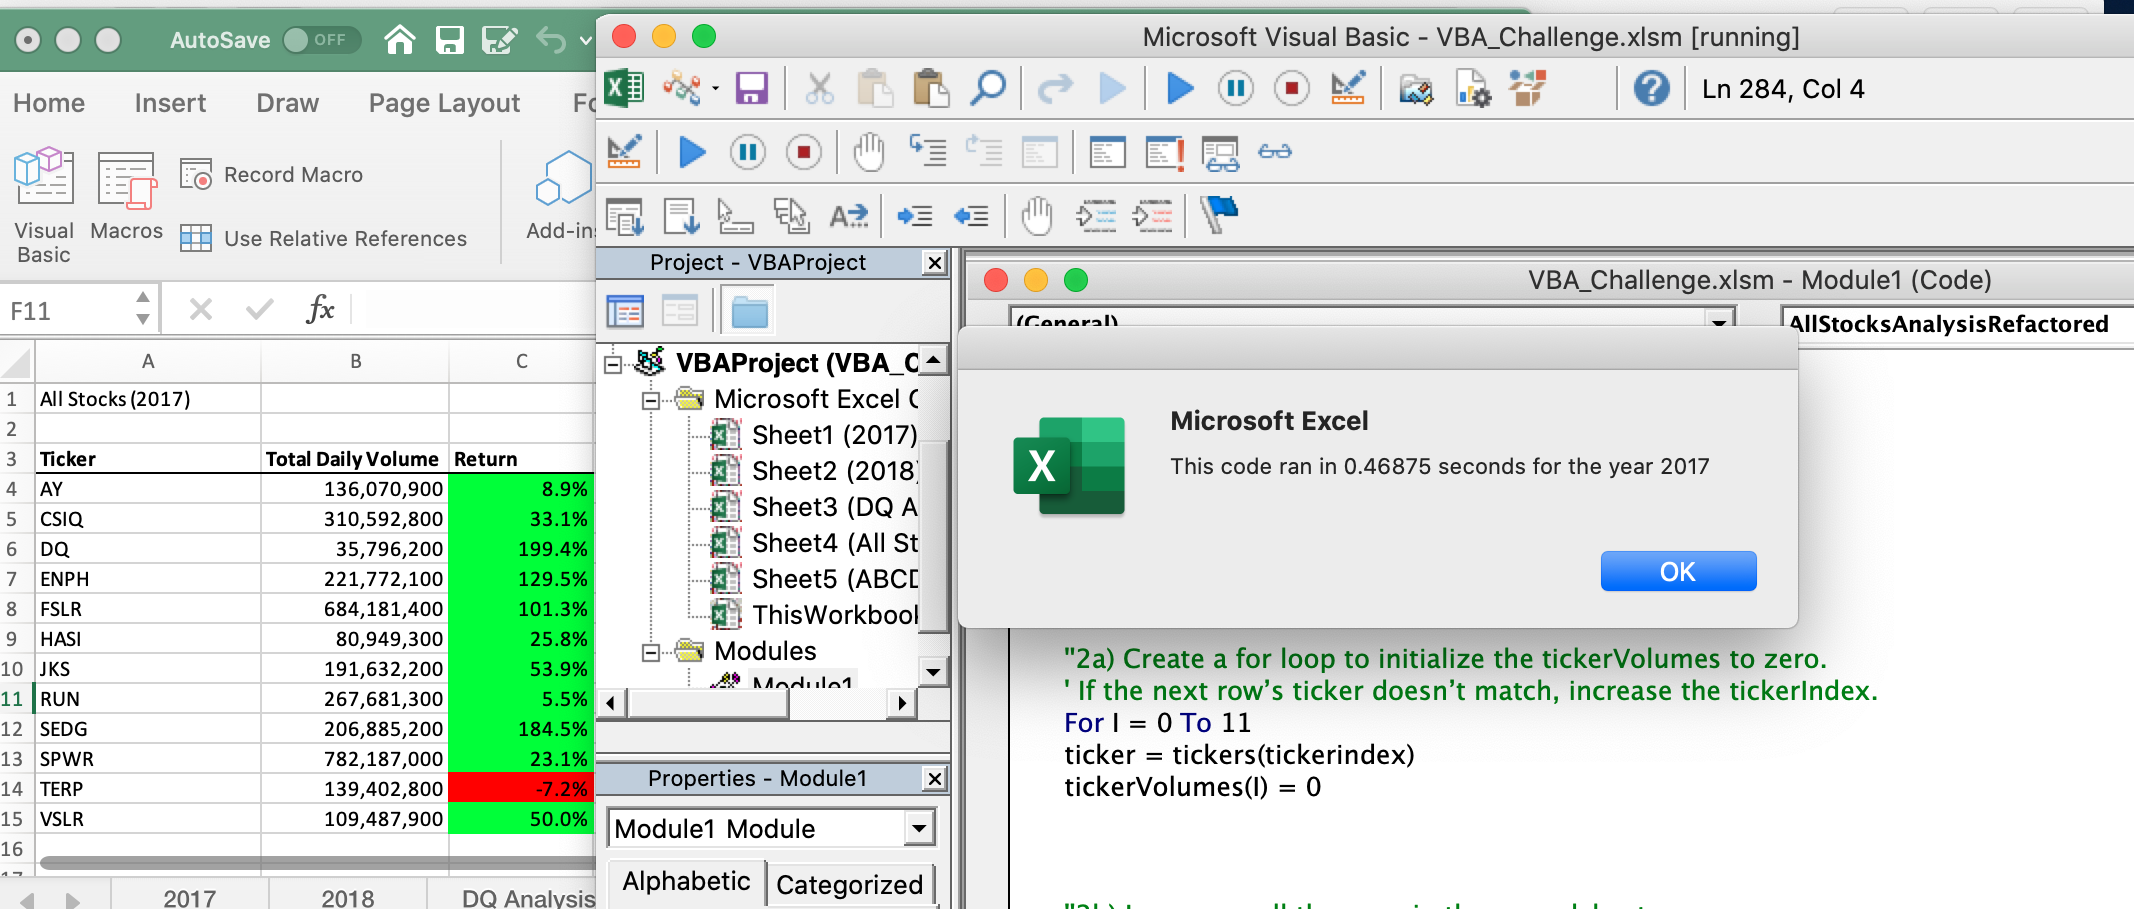 AutoSave OFF
Home Insert Draw Page Layout
Visual Basic
Macros
Record Macro
Use Relative References
F11
fx
A B C
1 All Stocks (2017)
2
3 Ticker Total Daily Volume Return
4 AY 136,070,900 8.9%
5 CSIQ 310,592,800 33.1%
6 DQ 35,796,200 199.4%
7 ENPH 221,772,100 129.5%
8 FSLR 684,181,400 101.3%
9 HASI 80,949,300 25.8%
10 JKS 191,632,200 53.9%
11 RUN 267,681,300 5.5%
12 SEDG 206,885,200 184.5%
13 SPWR 782,187,000 23.1%
14 TERP 139,402,800 -7.2%
15 VSLR 109,487,900 50.0%
16
2017 2018 DQ Analysis
Microsoft Visual Basic - VBA_Challenge.xlsm [running]
Ln 284, Col 4
Project - VBAProject
VBAProject (VBA_C
Microsoft Excel
Sheet1 (2017)
Sheet2 (2018)
Sheet3 (DQ A
Sheet4 (All St
Sheet5 (ABCD
ThisWorkbook
Modules
Module1
Properties - Module1
Module1 Module
Alphabetic Categorized
VBA_Challenge.xlsm - Module1 (Code)
(General)
AllStocksAnalysisRefactored
Microsoft Excel
This code ran in 0.46875 seconds for the year 2017
OK
"2a) Create a for loop to initialize the tickerVolumes to zero.
' If the next row's ticker doesn't match, increase the tickerIndex.
For I = 0 To 11
ticker = tickers(tickerindex)
tickerVolumes(I) = 0